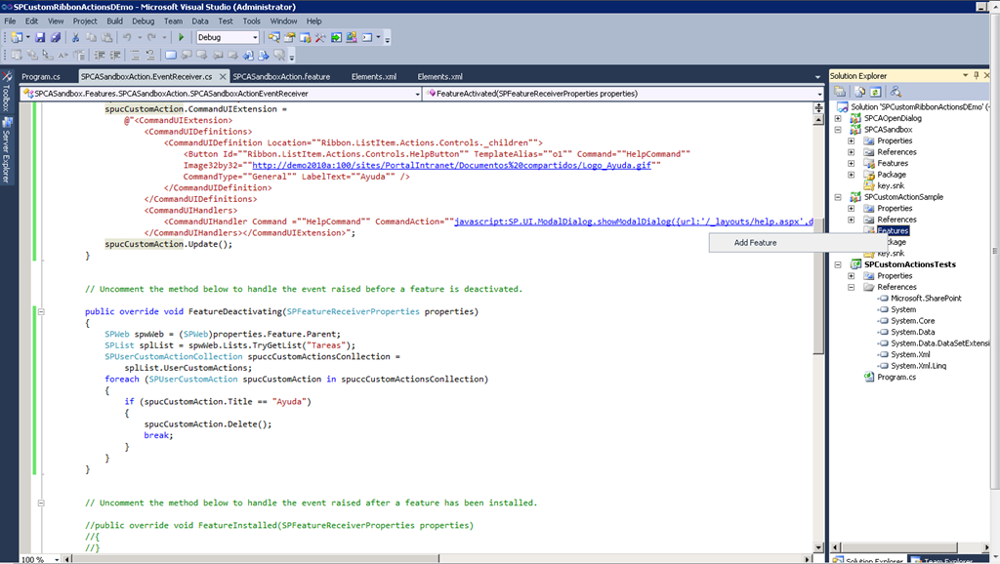 SPCustomRibbonActionsDEmo - Microsoft Visual Studio (Administrator)
File Edit View Project Build Debug Team Data Test Tools Window Help
Debug
Program.cs SPCASandboxAction.EventReceiver.cs SPCASandboxAction.feature Elements.xml Elements.xml
SPCASandbox.Features.SPCASandboxAction.SPCASandboxActionEventReceiver FeatureActivated(SPFeatureReceiverProperties properties)
Toolbox
Server Explorer
spucCustomAction.CommandUIExtension =
@"<CommandUIExtension>
<CommandUIDefinitions>
<CommandUIDefinition Location=""Ribbon.ListItem.Actions.Controls._children"">
<Button Id=""Ribbon.ListItem.Actions.Controls.HelpButton"" TemplateAlias=""o1"" Command=""HelpCommand""
Image32by32=""http://demo2010a:100/sites/PortalIntranet/Documentos%20compartidos/Logo_Ayuda.gif""
CommandType=""General"" LabelText=""Ayuda"" />
</CommandUIDefinition>
</CommandUIDefinitions>
<CommandUIHandlers>
<CommandUIHandler Command =""HelpCommand"" CommandAction=""javascript:SP.UI.ModalDialog.showModalDialog({url:'/_layouts/help.aspx',d
</CommandUIHandlers></CommandUIExtension>";
spucCustomAction.Update();
}
// Uncomment the method below to handle the event raised before a feature is deactivated.
public override void FeatureDeactivating(SPFeatureReceiverProperties properties)
{
SPWeb spwWeb = (SPWeb)properties.Feature.Parent;
SPList splList = spwWeb.Lists.TryGetList("Tareas");
SPUserCustomActionCollection spuccCustomActionsConllection =
splList.UserCustomActions;
foreach (SPUserCustomAction spucCustomAction in spuccCustomActionsConllection)
{
if (spucCustomAction.Title == "Ayuda")
{
spucCustomAction.Delete();
break;
}
}
}
// Uncomment the method below to handle the event raised after a feature has been installed.
//public override void FeatureInstalled(SPFeatureReceiverProperties properties)
//{
//}
100 %
Add Feature
Solution Explorer
Solution 'SPCustomRibbonActionsDEmo' (
SPCAOpenDialog
SPCASandbox
Properties
References
Features
Package
key.snk
SPCustomActionSample
Properties
References
Features
ckage
key.snk
SPCustomActionsTests
Properties
References
Microsoft.SharePoint
System
System.Core
System.Data
System.Data.DataSetExtensi
System.Xml
System.Xml.Linq
Program.cs
Solution Explorer Team Explorer